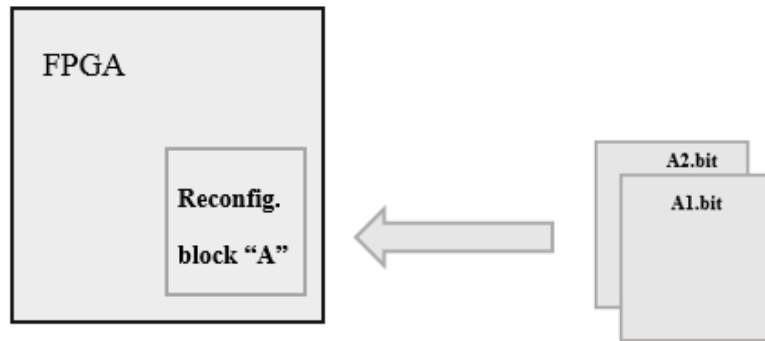 FPGA
Reconfig.
block “A”
A2.bit
A1.bit